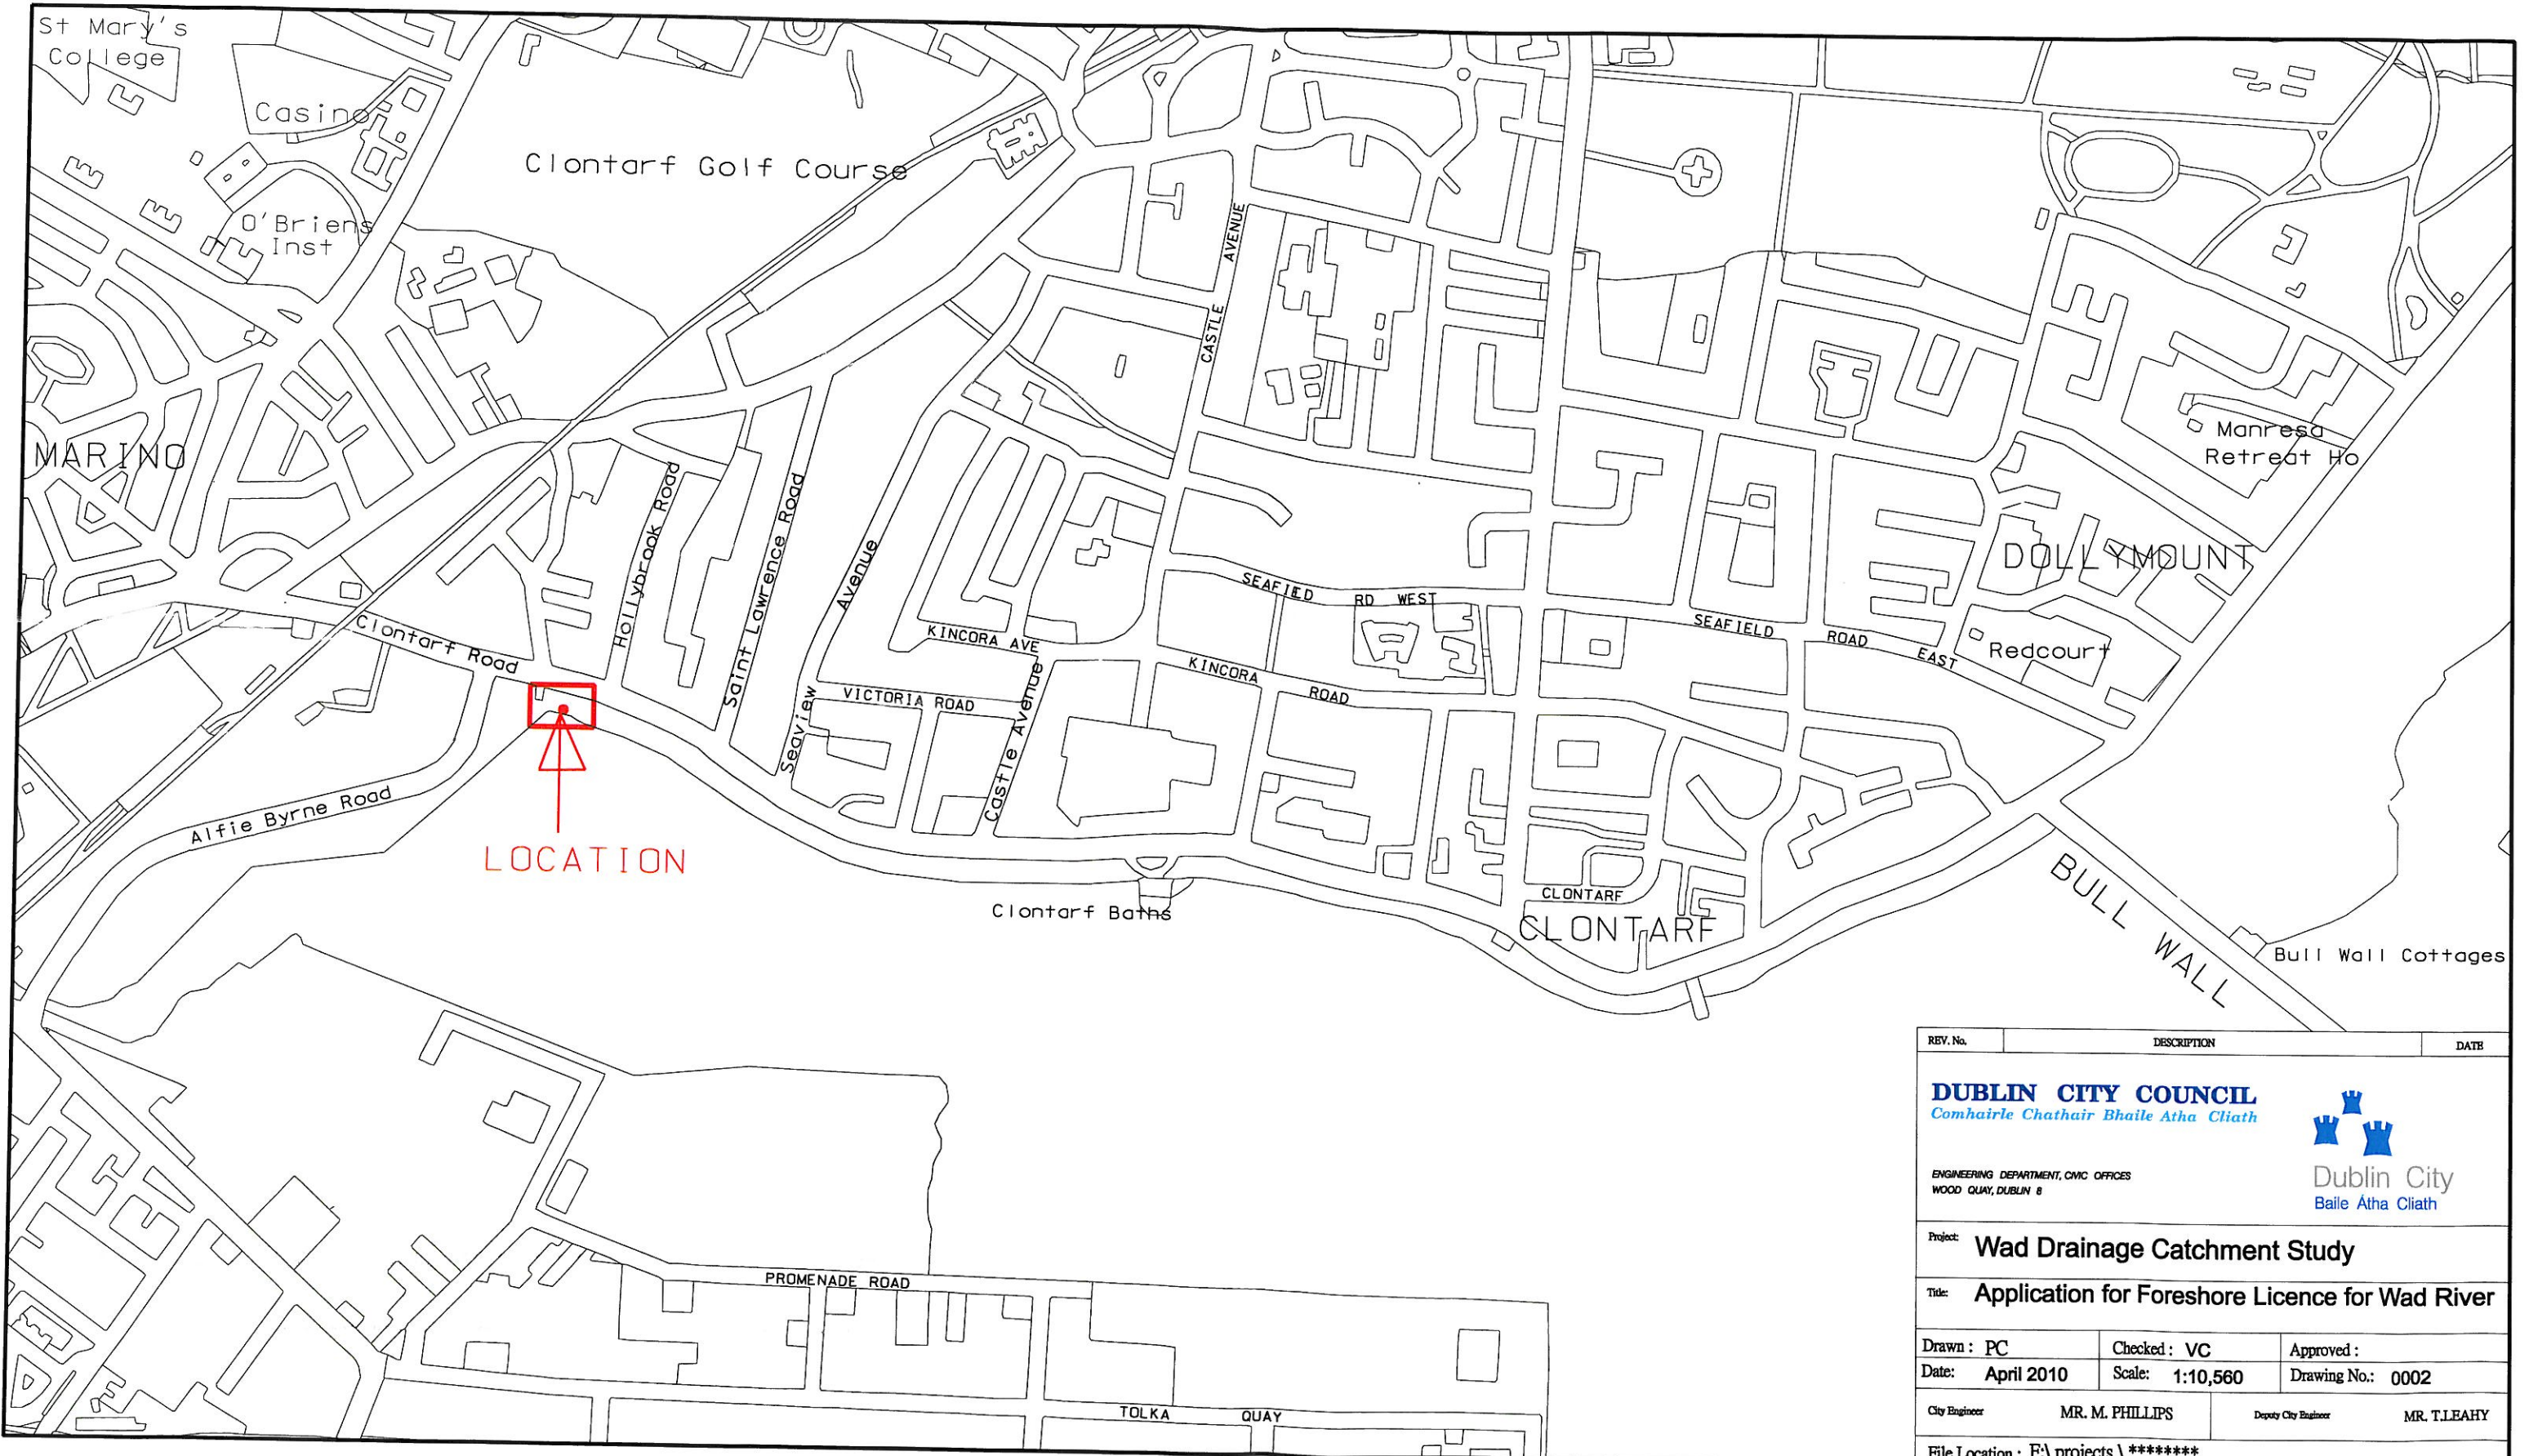 St Mary's
College
Casino
Clontarf Golf Course
O'Briens
Inst
CASTLE AVENUE
MARINO
Manresa
Retreat Ho
Hollybrook Road
Saint Lawrence Road
Seaview Avenue
DOLLYMOUNT
SEAFIELD RD WEST
SEAFIELD ROAD EAST
Redcourt
Clontarf Road
KINCORA AVE
KINCORA ROAD
VICTORIA ROAD
Castle Avenue
Alfie Byrne Road
LOCATION
Clontarf Baths
CLONTARF
CLONTARF
BULL WALL
Bull Wall Cottages
PROMENADE ROAD
TOLKA QUAY
REV. No. DESCRIPTION DATE
DUBLIN CITY COUNCIL
Comhairle Chathair Bhaile Atha Cliath
ENGINEERING DEPARTMENT, CIVIC OFFICES
WOOD QUAY, DUBLIN 8
Dublin City
Baile Átha Cliath
Project: Wad Drainage Catchment Study
Title: Application for Foreshore Licence for Wad River
Drawn : PC Checked : VC Approved :
Date: April 2010 Scale: 1:10,560 Drawing No.: 0002
City Engineer MR. M. PHILLIPS Deputy City Engineer MR. T.LEAHY
File Location : F:\ projects \ ********